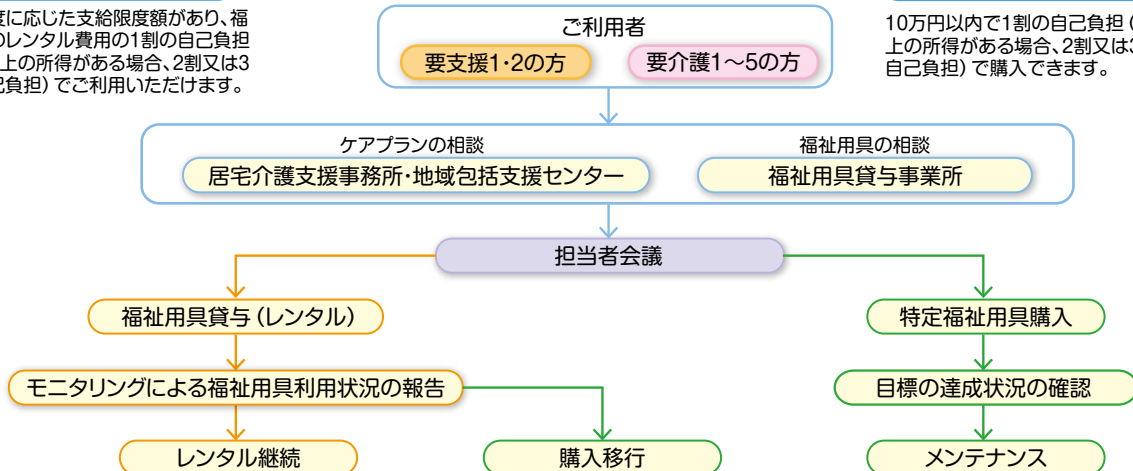 度に応じた支給限度額があり、福
のレンタル費用の1割の自己負担
上の所得がある場合、2割又は3
己負担）でご利用いただけます。
ご利用者
要支援1・2の方
要介護1～5の方
10万円以内で1割の自己負担（
上の所得がある場合、2割又は3
自己負担）で購入できます。
ケアプランの相談
居宅介護支援事務所・地域包括支援センター
福祉用具の相談
福祉用具貸与事業所
担当者会議
福祉用具貸与（レンタル）
特定福祉用具購入
モニタリングによる福祉用具利用状況の報告
目標の達成状況の確認
レンタル継続
購入移行
メンテナンス